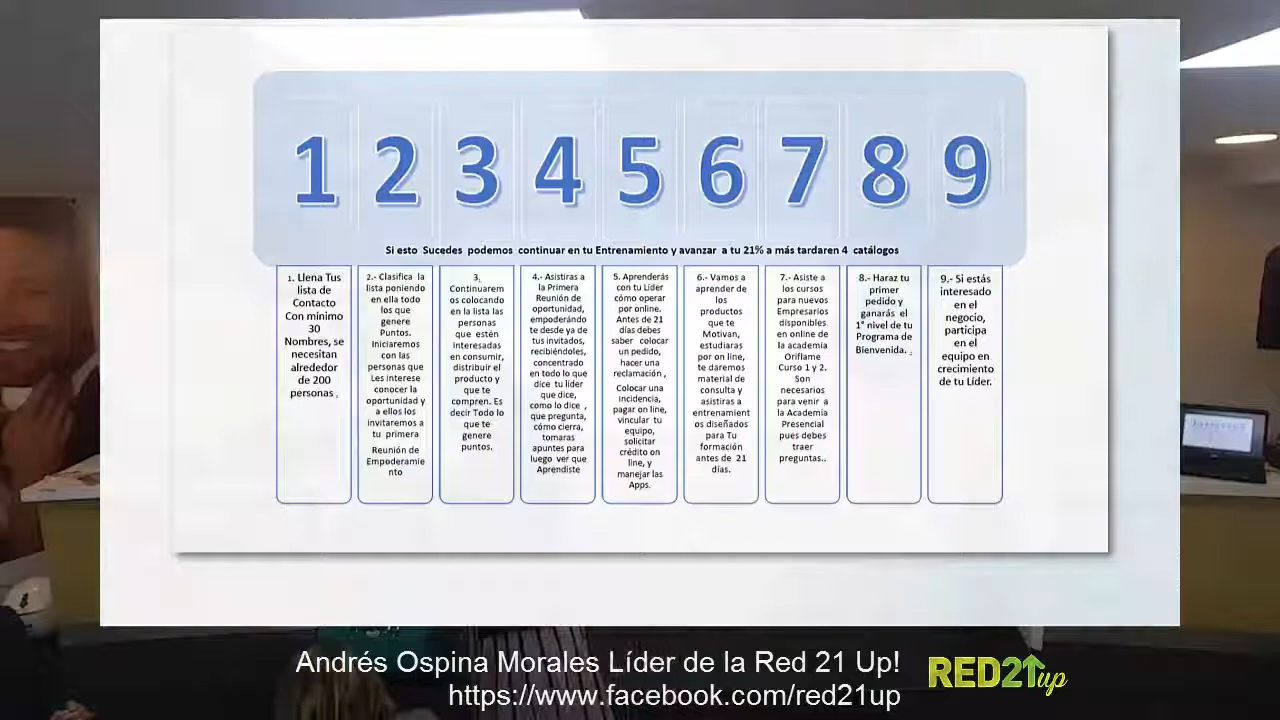 1 2 3 4 5 6 7 8 9
Si esto Sucedes podemos continuar en tu Entrenamiento y avanzar a tu 21% a más tardaren 4 catálogos
1. Llena Tus
lista de
Contacto
Con mínimo
30
Nombres, se
necesitan
alrededor
de 200
personas ,
2.- Clasifica la
lista poniendo
en ella todo
los que
genere
Puntos.
Iniciaremos
con las
personas que
Les interese
conocer la
oportunidad y
a ellos los
invitaremos a
tu primera
Reunión de
Empoderamie
nto
3,
Continuarem
os colocando
en la lista las
personas
que estén
interesadas
en consumir,
distribuir el
producto y
que te
compren. Es
decir Todo lo
que te
genere
puntos.
4.- Asistiras a
la Primera
Reunión de
oportunidad,
empoderándo
te desde ya de
tus invitados,
recibiéndoles,
concentrado
en todo lo que
dice tu líder
que dice,
como lo dice ,
que pregunta,
cómo cierra,
tomaras
apuntes para
luego ver que
Aprendiste
5. Aprenderás
con tu Líder
cómo operar
por online.
Antes de 21
días debes
saber colocar
un pedido,
hacer una
reclamación ,
Colocar una
incidencia,
pagar on line,
vincular tu
equipo,
solicitar
crédito on
line, y
manejar las
Apps.
6.- Vamos a
aprender de
los
productos
que te
Motivan,
estudiaras
por on line,
te daremos
material de
consulta y
asistiras a
entrenamient
os diseñados
para Tu
formación
antes de 21
días.
7.- Asiste a
los cursos
para nuevos
Empresarios
disponibles
en online de
la academia
Oriflame
Curso 1 y 2.
Son
necesarios
para venir a
la Academia
Presencial
pues debes
traer
preguntas..
8.- Haraz tu
primer
pedido y
ganarás el
1° nivel de tu
Programa de
Bienvenida. ,
9.- Si estás
interesado
en el
negocio,
participa
en el
equipo en
crecimiento
de tu Líder.
Andrés Ospina Morales Líder de la Red 21 Up!
https://www.facebook.com/red21up
RED21up